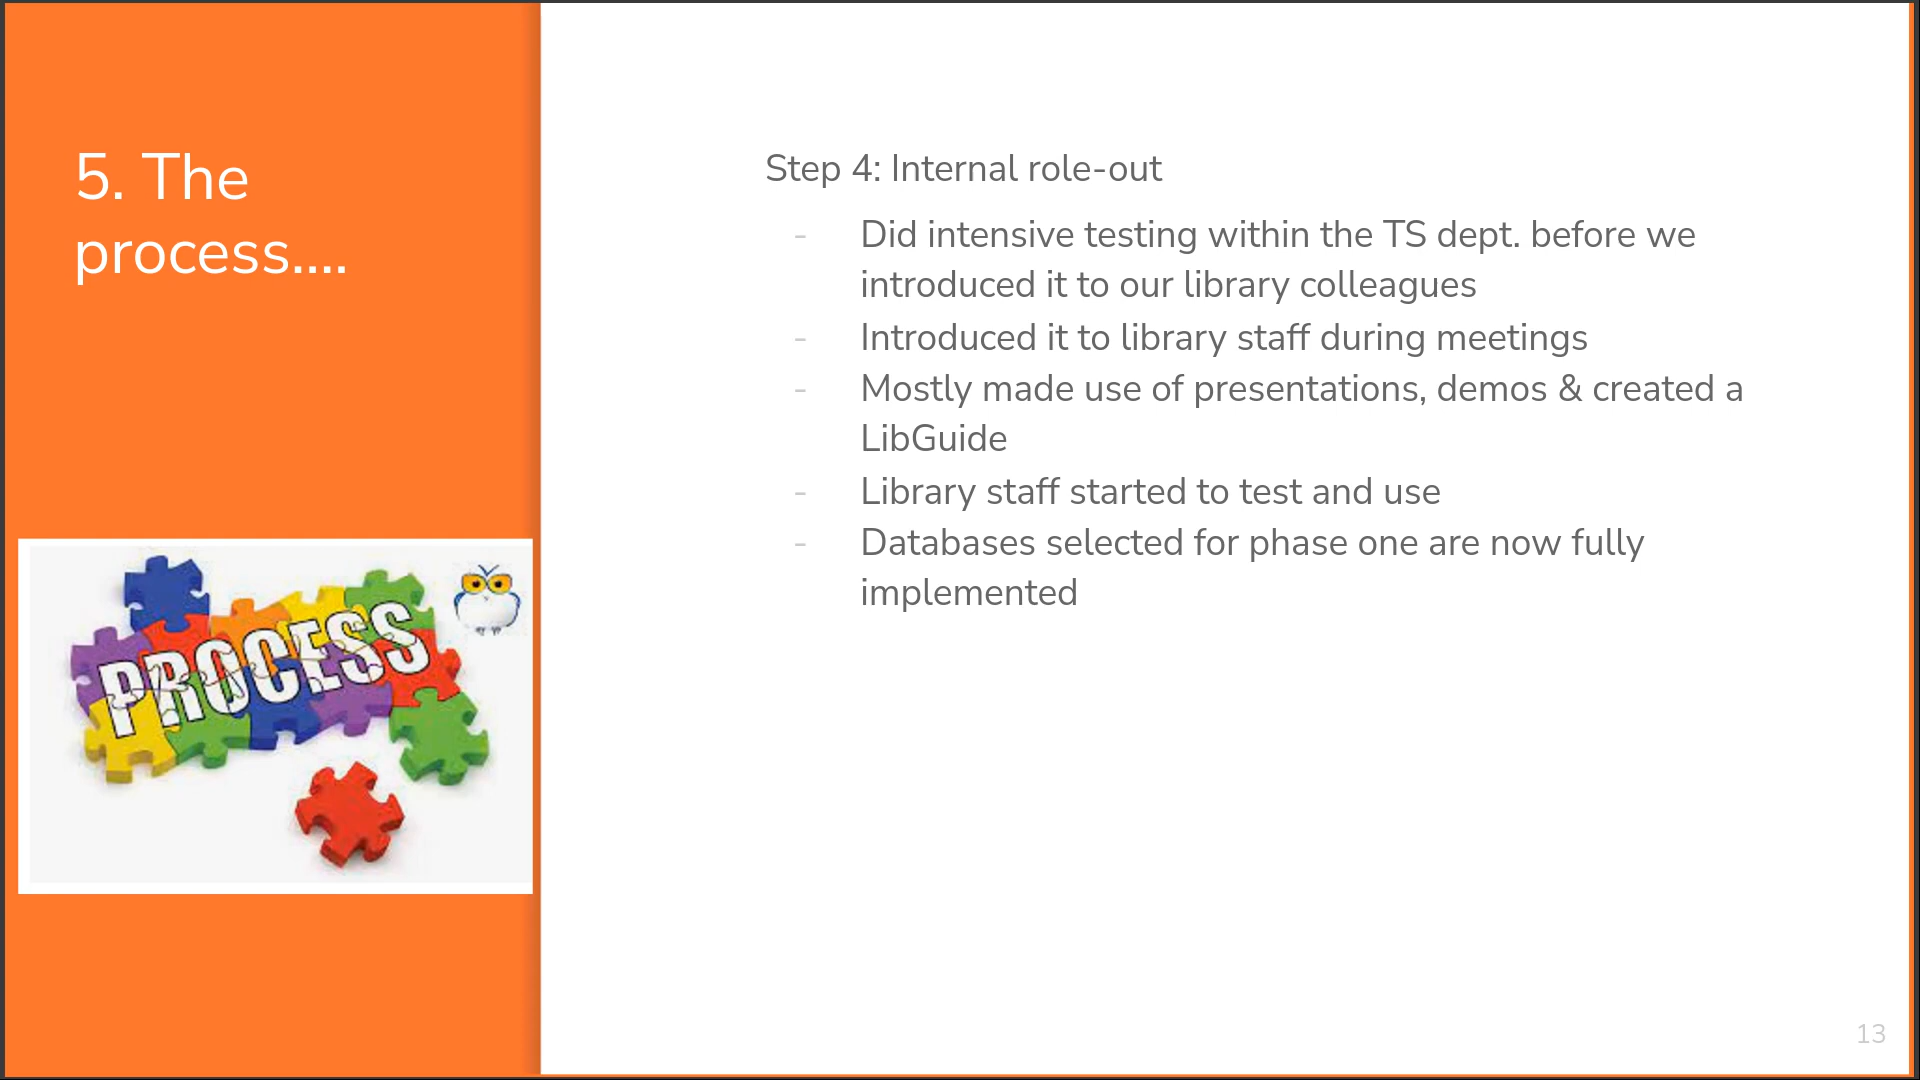 5. The
process....
PROCESS
Step 4: Internal role-out
- Did intensive testing within the TS dept. before we
introduced it to our library colleagues
- Introduced it to library staff during meetings
- Mostly made use of presentations, demos & created a
LibGuide
- Library staff started to test and use
- Databases selected for phase one are now fully
implemented
13